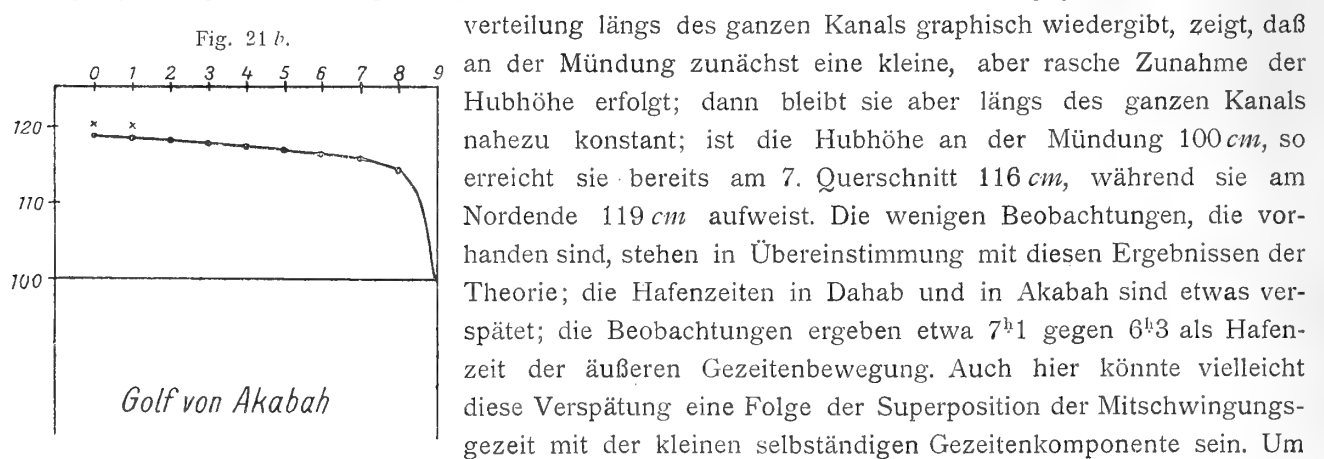 verteilung längs des ganzen Kanals graphisch wiedergibt, zeigt, daß
an der Mündung zunächst eine kleine, aber rasche Zunahme der
Hubhöhe erfolgt; dann bleibt sie aber längs des ganzen Kanals
nahezu konstant; ist die Hubhöhe an der Mündung 100 cm, so
erreicht sie bereits am 7. Querschnitt 116 cm, während sie am
Nordende 119 cm aufweist. Die wenigen Beobachtungen, die vor-
handen sind, stehen in Übereinstimmung mit diesen Ergebnissen der
Theorie; die Hafenzeiten in Dahab und in Akabah sind etwas ver-
spätet; die Beobachtungen ergeben etwa 7ʰ1 gegen 6ʰ3 als Hafen-
zeit der äußeren Gezeitenbewegung. Auch hier könnte vielleicht
diese Verspätung eine Folge der Superposition der Mitschwingungs-
gezeit mit der kleinen selbständigen Gezeitenkomponente sein. Um
Fig. 21 b.
0 1 2 3 4 5 6 7 8 9
120
110
100
Golf von Akabah